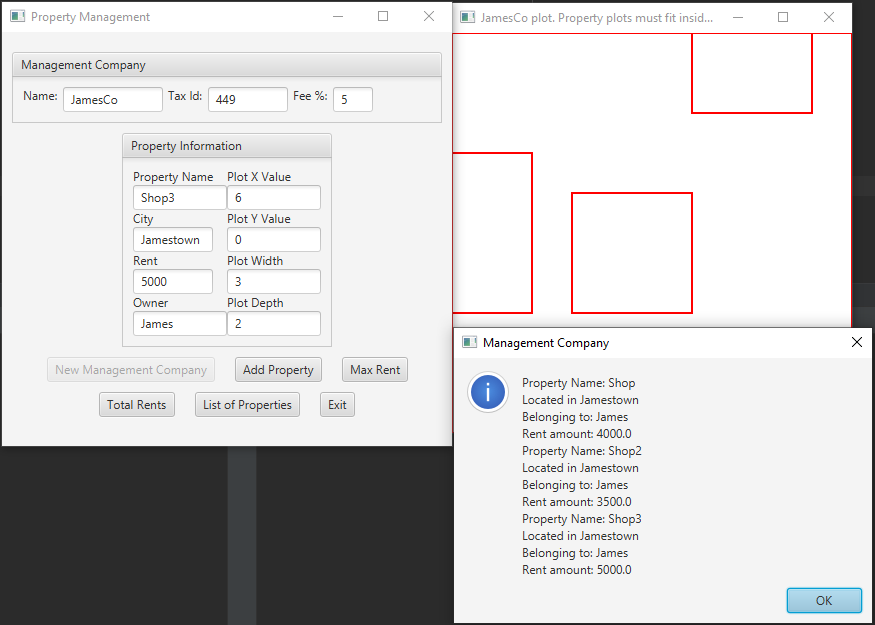 Property Management
Management Company
Name: JamesCo Tax Id: 449 Fee %: 5
Property Information
Property Name Plot X Value
Shop3 6
City Plot Y Value
Jamestown 0
Rent Plot Width
5000 3
Owner Plot Depth
James 2
New Management Company Add Property Max Rent
Total Rents List of Properties Exit
JamesCo plot. Property plots must fit insid...
Management Company
Property Name: Shop
Located in Jamestown
Belonging to: James
Rent amount: 4000.0
Property Name: Shop2
Located in Jamestown
Belonging to: James
Rent amount: 3500.0
Property Name: Shop3
Located in Jamestown
Belonging to: James
Rent amount: 5000.0
OK